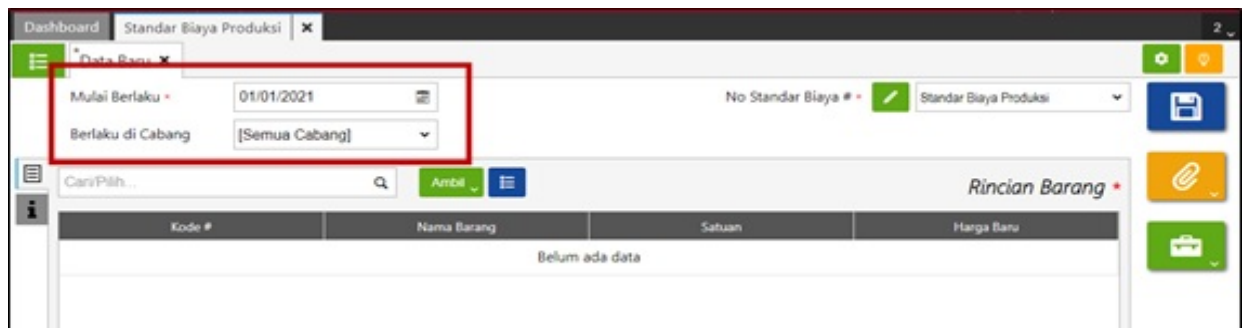 Dashboard Standar Biaya Produksi 2
*Data Baru
Mulai Berlaku * 01/01/2021 No Standar Biaya # * Standar Biaya Produksi
Berlaku di Cabang [Semua Cabang]
Cari/Pilih... Ambil Rincian Barang *
Kode # Nama Barang Satuan Harga Baru
Belum ada data